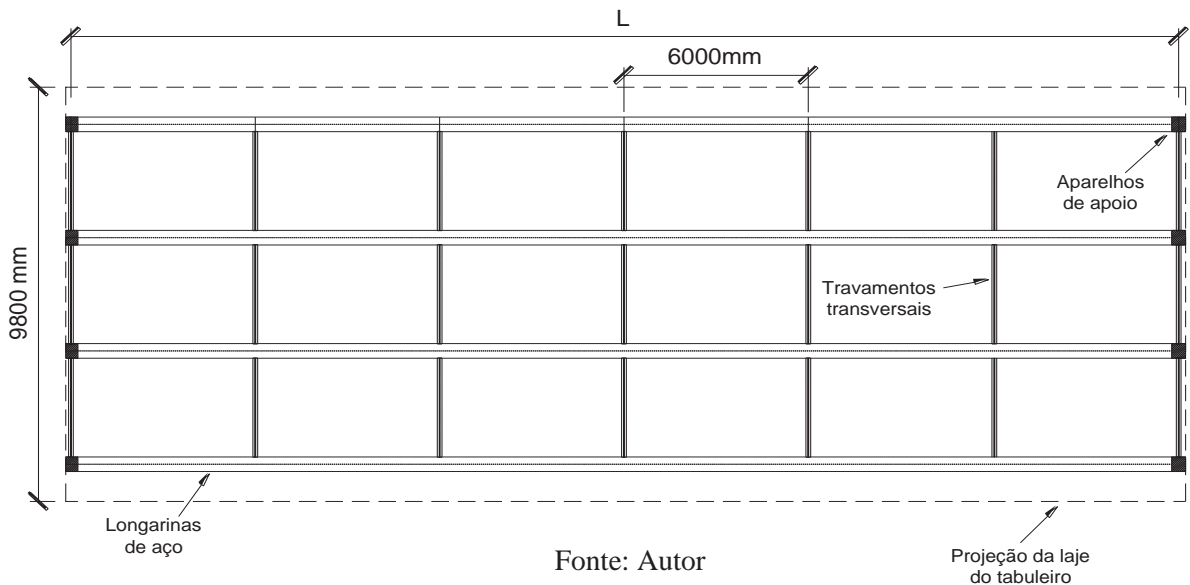 L
6000mm
9800 mm
Aparelhos
de apoio
Travamentos
transversais
Longarinas
de aço
Fonte: Autor
Projeção da laje
do tabuleiro